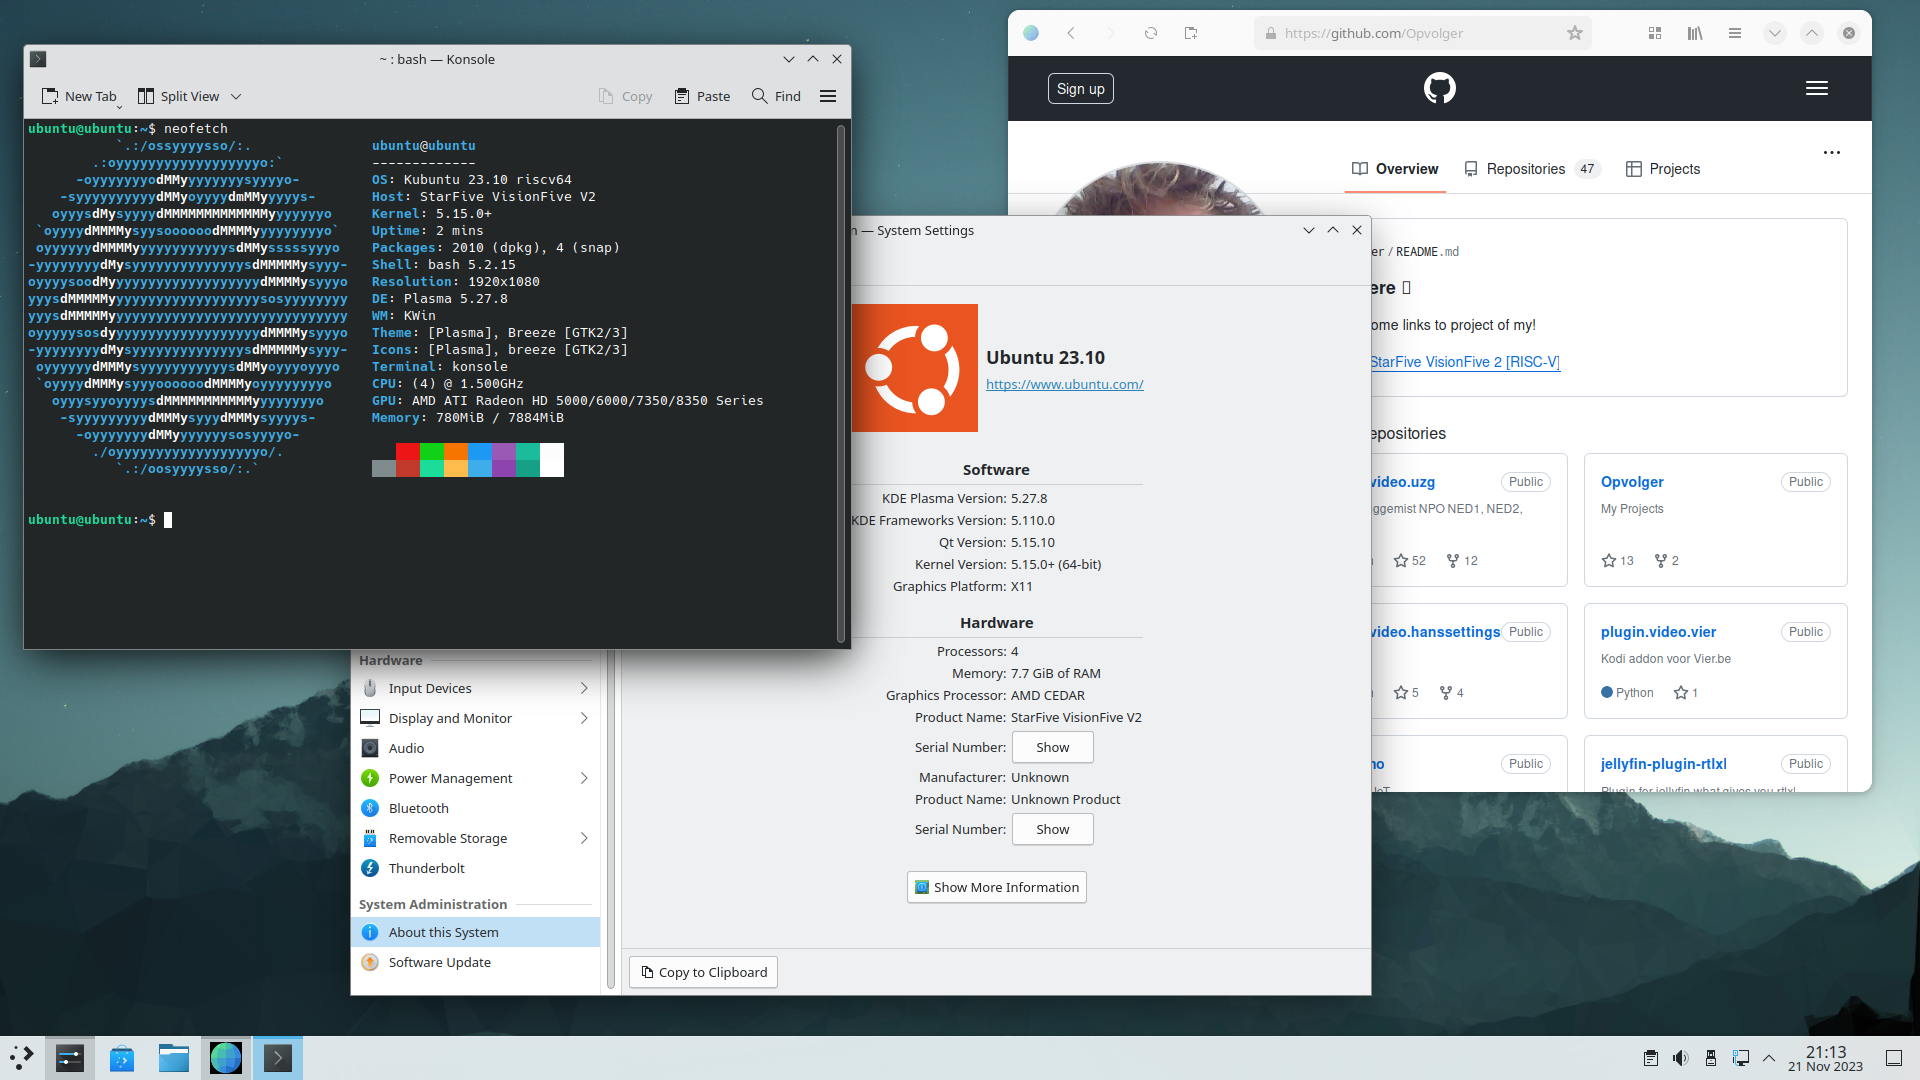 ~ : bash — Konsole
New Tab
Split View
Copy
Paste
Find
ubuntu@ubuntu:~$ neofetch
`.:/ossyyyysso/:.
.:oyyyyyyyyyyyyyyyyyyo:`
-oyyyyyyyodMMyyyyyyyysyyyyo-
-syyyyyyyyyydMMyoyyyydmMMyyyyys-
oyyysdMysyyyydMMMMMMMMMMMMMyyyyyyyo
`oyyyydMMMMysyysoooooodMMMMyyyyyyyyyo`
oyyyyyydMMMMyyyyyyyyyyyysdMMysssssyyyo
-yyyyyyyydMysyyyyyyyyyyyyyysdMMMMMysyyy-
oyyyysoodMyyyyyyyyyyyyyyyyyyydMMMMysyyyo
yyysdMMMMMyyyyyyyyyyyyyyyyyyysosyyyyyyyy
yyysdMMMMMyyyyyyyyyyyyyyyyyyyyyyyyyyyyyy
oyyyyysosdyyyyyyyyyyyyyyyyyyydMMMMysyyyo
-yyyyyyyydMysyyyyyyyyyyyyyysdMMMMMysyyy-
oyyyyyydMMMysyyyyyyyyyyysdMMyoyyyoyyyo
`oyyyydMMMysyyyoooooodMMMMyoyyyyyyyyo
oyyysyyoyyyysdMMMMMMMMMMMyyyyyyyyo
-syyyyyyyyydMMMysyyydMMMysyyyys-
-oyyyyyyydMMyyyyyyysosyyyyo-
./oyyyyyyyyyyyyyyyyyyo/.
`.:/oosyyyysso/:.`
ubuntu@ubuntu
-------------
OS: Kubuntu 23.10 riscv64
Host: StarFive VisionFive V2
Kernel: 5.15.0+
Uptime: 2 mins
Packages: 2010 (dpkg), 4 (snap)
Shell: bash 5.2.15
Resolution: 1920x1080
DE: Plasma 5.27.8
WM: KWin
Theme: [Plasma], Breeze [GTK2/3]
Icons: [Plasma], breeze [GTK2/3]
Terminal: konsole
CPU: (4) @ 1.500GHz
GPU: AMD ATI Radeon HD 5000/6000/7350/8350 Series
Memory: 780MiB / 7884MiB
ubuntu@ubuntu:~$
— System Settings
Ubuntu 23.10
https://www.ubuntu.com/
Software
KDE Plasma Version: 5.27.8
KDE Frameworks Version: 5.110.0
Qt Version: 5.15.10
Kernel Version: 5.15.0+ (64-bit)
Graphics Platform: X11
Hardware
Processors: 4
Memory: 7.7 GiB of RAM
Graphics Processor: AMD CEDAR
Product Name: StarFive VisionFive V2
Serial Number: Show
Manufacturer: Unknown
Product Name: Unknown Product
Serial Number: Show
Show More Information
Copy to Clipboard
Hardware
Input Devices
Display and Monitor
Audio
Power Management
Bluetooth
Removable Storage
Thunderbolt
System Administration
About this System
Software Update
https://github.com/Opvolger
Sign up
Overview
Repositories 47
Projects
er / README.md
ere
ome links to project of my!
StarFive VisionFive 2 [RISC-V]
epositories
video.uzg Public
ggemist NPO NED1, NED2,
52 12
Opvolger Public
My Projects
13 2
video.hanssettings Public
5 4
plugin.video.vier Public
Kodi addon voor Vier.be
Python 1
no Public
IoT
jellyfin-plugin-rtlxl Public
Plugin for jellyfin what gives you rtlxl
21:13
21 Nov 2023